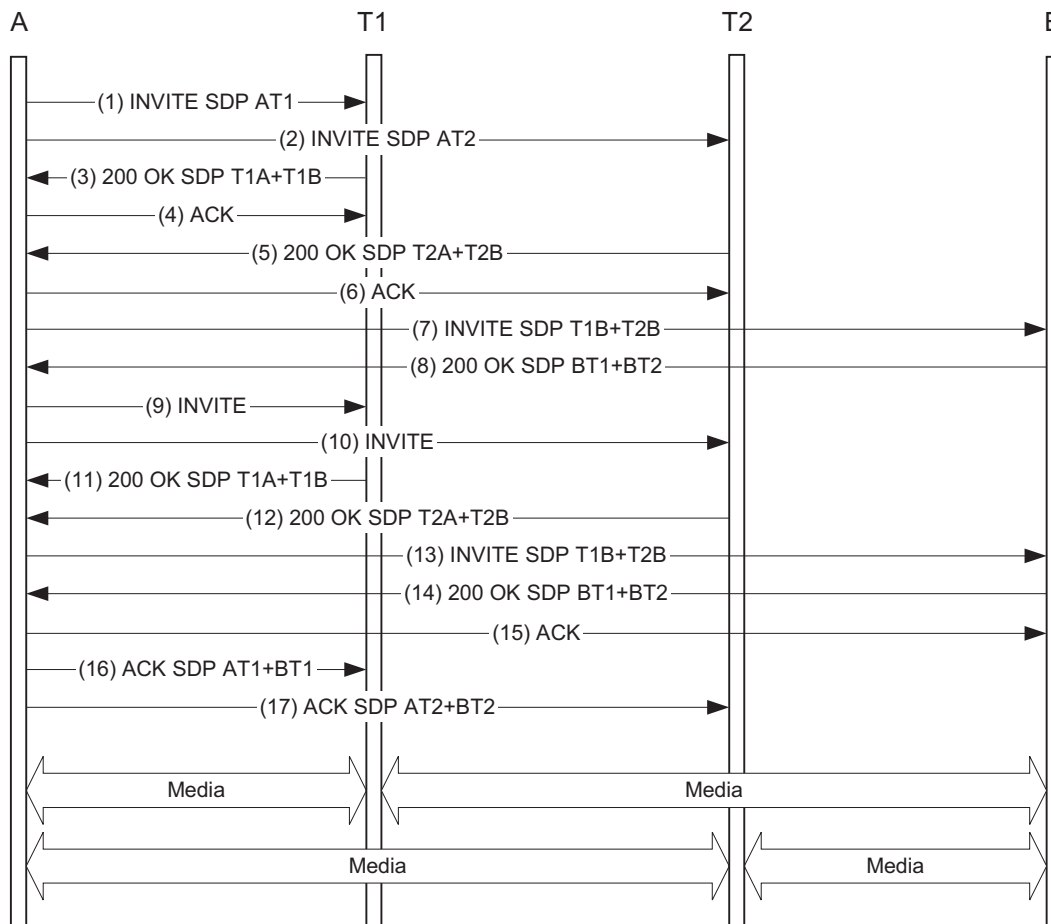 A T1 T2 B
(1) INVITE SDP AT1
(2) INVITE SDP AT2
(3) 200 OK SDP T1A+T1B
(4) ACK
(5) 200 OK SDP T2A+T2B
(6) ACK
(7) INVITE SDP T1B+T2B
(8) 200 OK SDP BT1+BT2
(9) INVITE
(10) INVITE
(11) 200 OK SDP T1A+T1B
(12) 200 OK SDP T2A+T2B
(13) INVITE SDP T1B+T2B
(14) 200 OK SDP BT1+BT2
(15) ACK
(16) ACK SDP AT1+BT1
(17) ACK SDP AT2+BT2
Media Media
Media Media